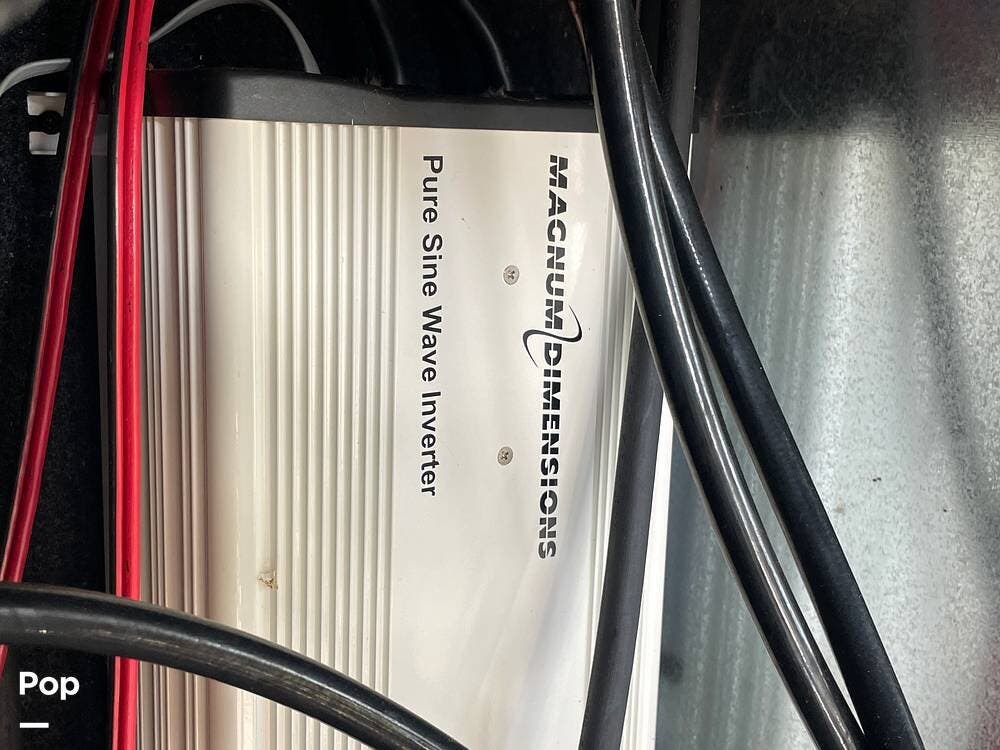 MAGNUM DIMENSIONS
Pure Sine Wave Inverter
Pop